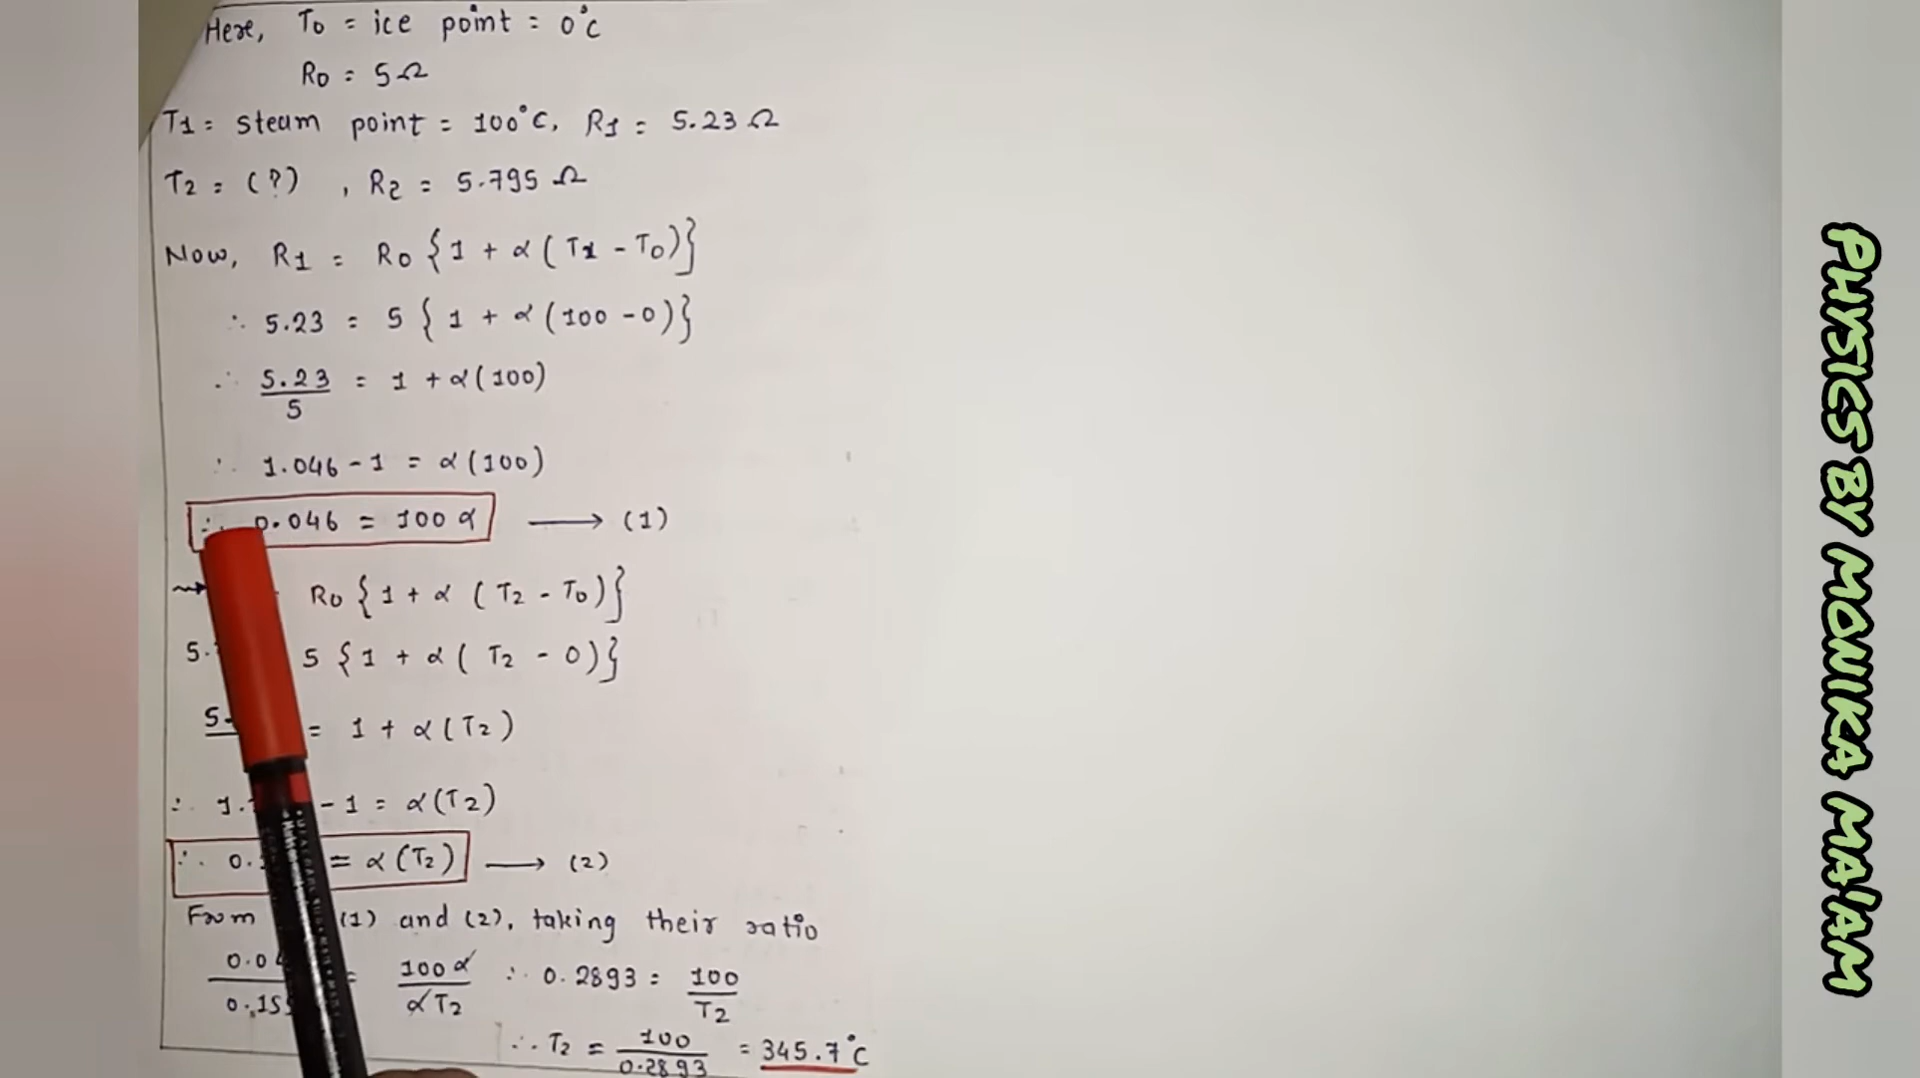 Here, T0 = ice point = 0°C
R0 = 5Ω
T1 = steam point = 100°C, R1 = 5.23 Ω
T2 = (?) , R2 = 5.795 Ω
Now, R1 = R0 {1 + α (T1 - T0)}
∴ 5.23 = 5 {1 + α (100 - 0)}
∴ 5.23/5 = 1 + α(100)
∴ 1.046 - 1 = α(100)
∴ 0.046 = 100 α ⟶ (1)
R0 {1 + α (T2 - T0)}
5 {1 + α ( T2 - 0)}
= 1 + α (T2)
∴ - 1 = α(T2)
∴ = α (T2) ⟶ (2)
From (1) and (2), taking their ratio
= 100 α/α T2 ∴ 0.2893 = 100/T2
∴ T2 = 100/0.2893 = 345.7°C
PHYSICS BY MONIKA MA'AM